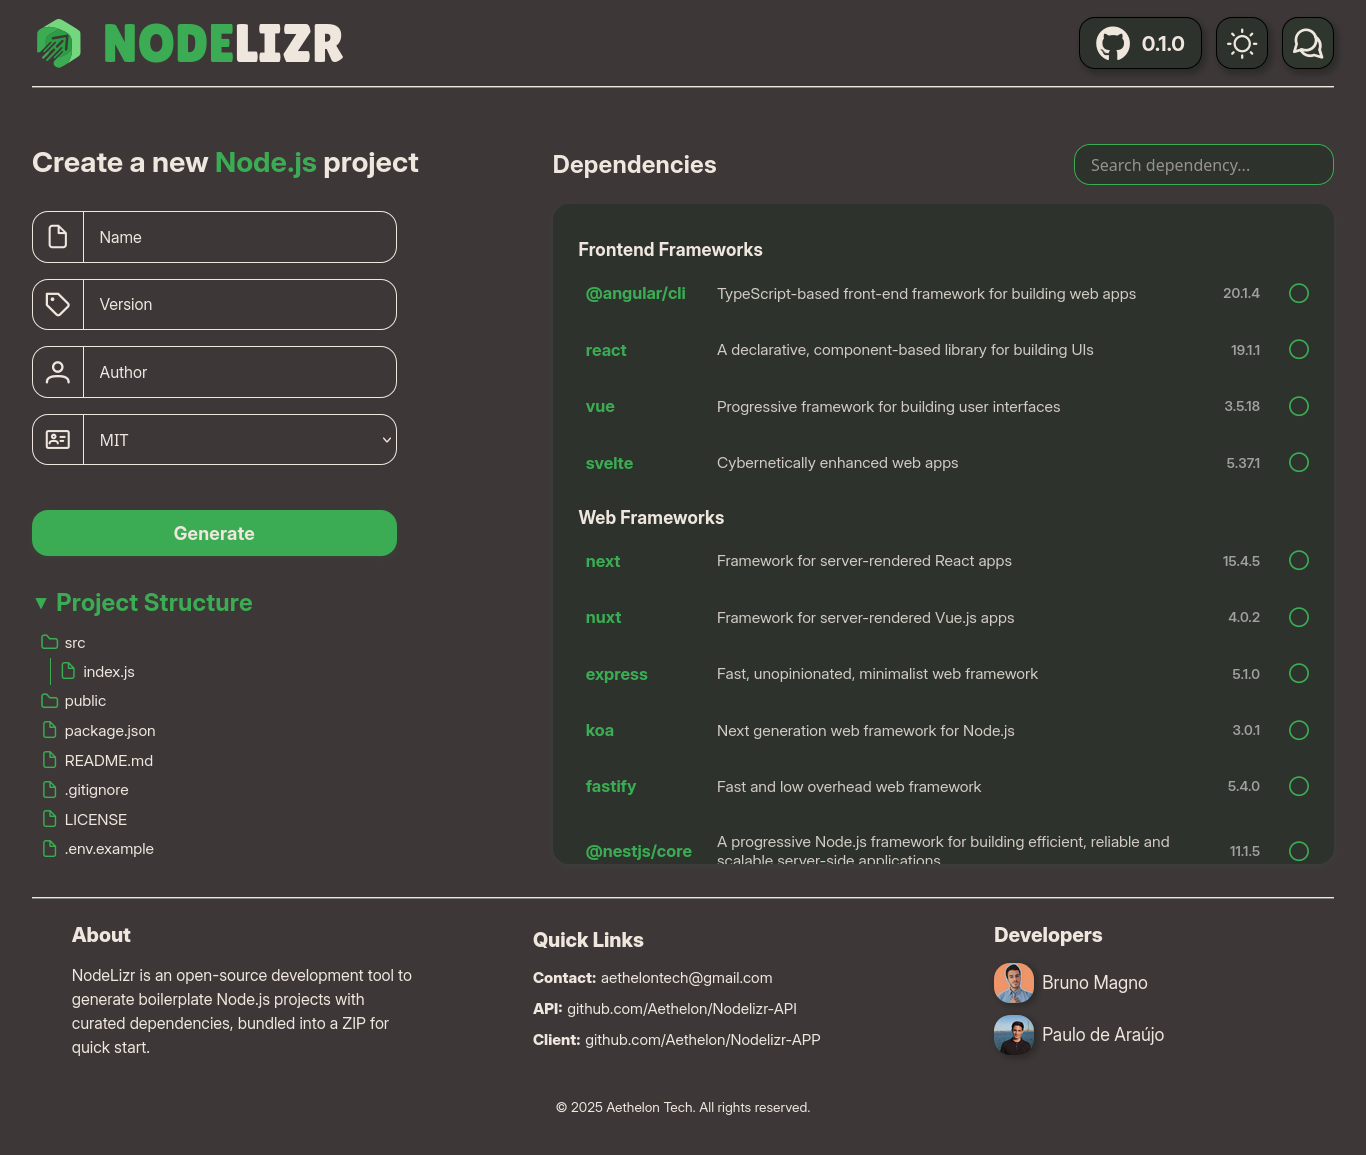 NODELIZR
0.1.0
Create a new Node.js project
Name
Version
Author
MIT
Generate
▼ Project Structure
src
index.js
public
package.json
README.md
.gitignore
LICENSE
.env.example
Dependencies
Search dependency...
Frontend Frameworks
@angular/cli TypeScript-based front-end framework for building web apps 20.1.4
react A declarative, component-based library for building UIs 19.1.1
vue Progressive framework for building user interfaces 3.5.18
svelte Cybernetically enhanced web apps 5.37.1
Web Frameworks
next Framework for server-rendered React apps 15.4.5
nuxt Framework for server-rendered Vue.js apps 4.0.2
express Fast, unopinionated, minimalist web framework 5.1.0
koa Next generation web framework for Node.js 3.0.1
fastify Fast and low overhead web framework 5.4.0
@nestjs/core A progressive Node.js framework for building efficient, reliable and 11.1.5
scalable server-side applications
About
NodeLizr is an open-source development tool to
generate boilerplate Node.js projects with
curated dependencies, bundled into a ZIP for
quick start.
Quick Links
Contact: aethelontech@gmail.com
API: github.com/Aethelon/Nodelizr-API
Client: github.com/Aethelon/Nodelizr-APP
Developers
Bruno Magno
Paulo de Araújo
© 2025 Aethelon Tech. All rights reserved.